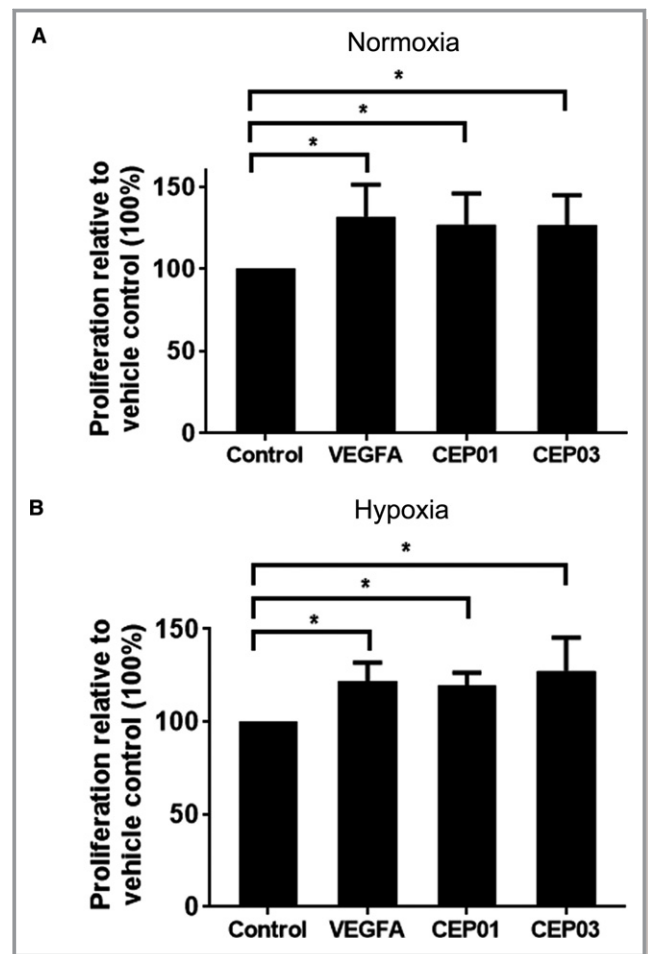 A
Normoxia
*
*
*
Proliferation relative to
vehicle control (100%)
150
100
50
0
Control VEGFA CEP01 CEP03
B
Hypoxia
*
*
*
Proliferation relative to
vehicle control (100%)
150
100
50
0
Control VEGFA CEP01 CEP03